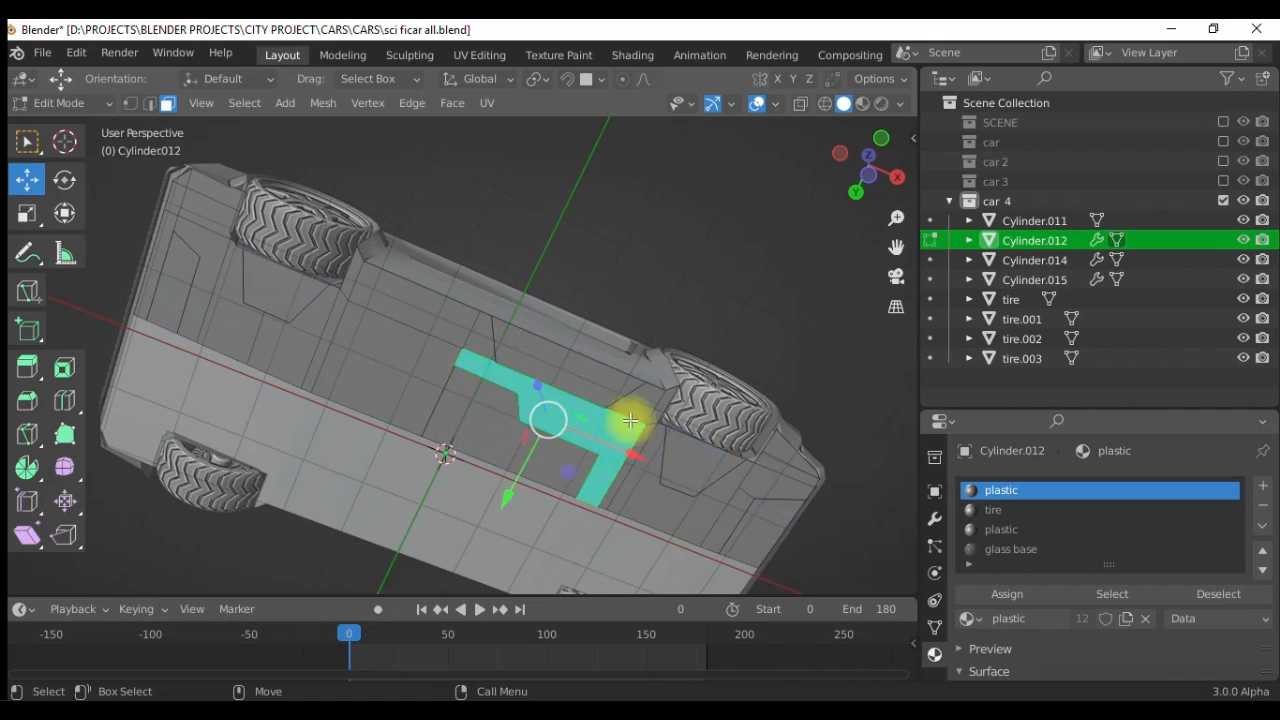 Blender* [D:\PROJECTS\BLENDER PROJECTS\CITY PROJECT\CARS\CARS\sci ficar all.blend]
File Edit Render Window Help Layout Modeling Sculpting UV Editing Texture Paint Shading Animation Rendering Compositing Scene View Layer
Orientation: Default Drag: Select Box Global X Y Z Options
Edit Mode View Select Add Mesh Vertex Edge Face UV
Scene Collection
SCENE
car
car 2
car 3
car 4
Cylinder.011
Cylinder.012
Cylinder.014
Cylinder.015
tire
tire.001
tire.002
tire.003
User Perspective
(0) Cylinder.012
Z
X
Y
Cylinder.012 plastic
plastic
tire
plastic
glass base
Assign Select Deselect
plastic 12 Data
Preview
Surface
Playback Keying View Marker 0 Start 0 End 180
-150 -100 -50 0 50 100 150 200 250
Select Box Select Move Call Menu 3.0.0 Alpha